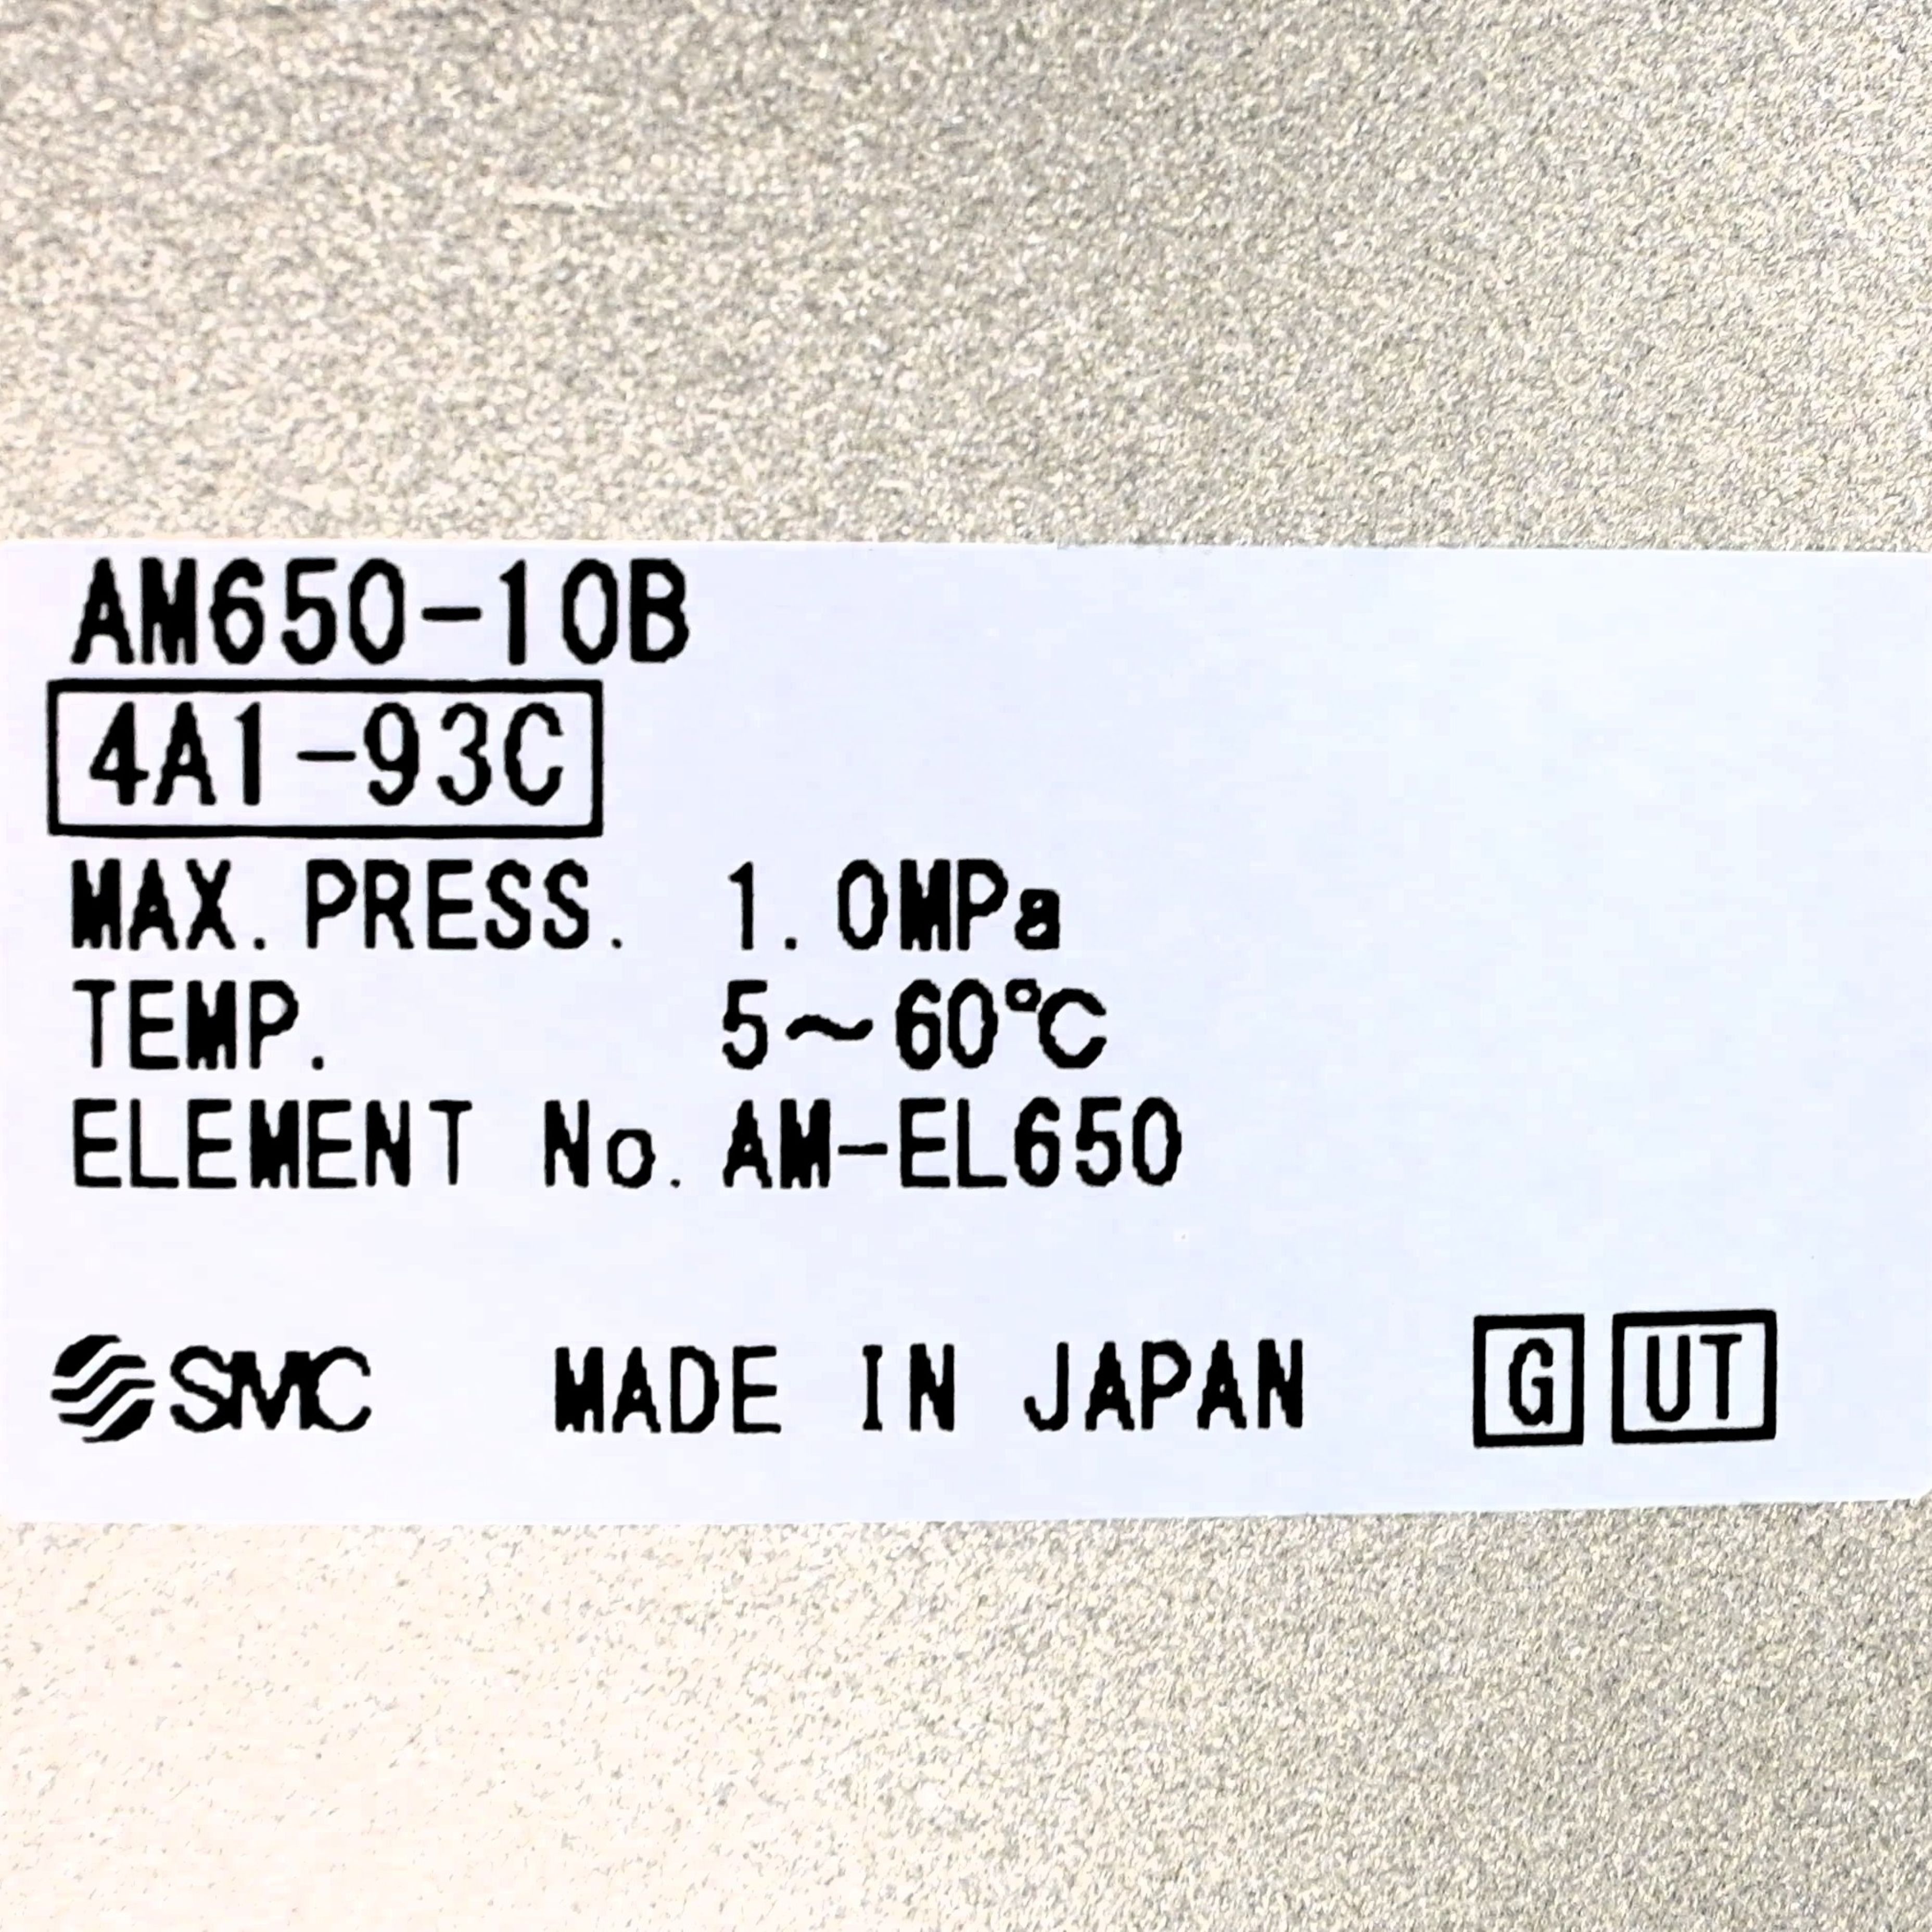 AM650-10B
4A1-93C
MAX.PRESS. 1.0MPa
TEMP. 5~60℃
ELEMENT No. AM-EL650
SMC MADE IN JAPAN G UT